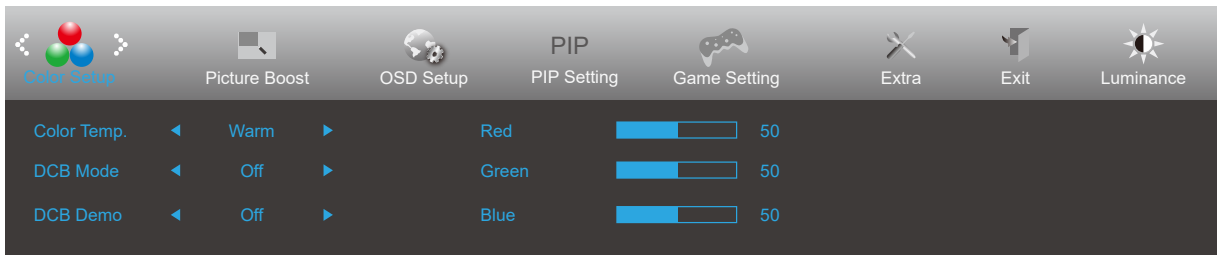 PIP
Color Setup Picture Boost OSD Setup PIP Setting Game Setting Extra Exit Luminance
Color Temp. Warm Red 50
DCB Mode Off Green 50
DCB Demo Off Blue 50